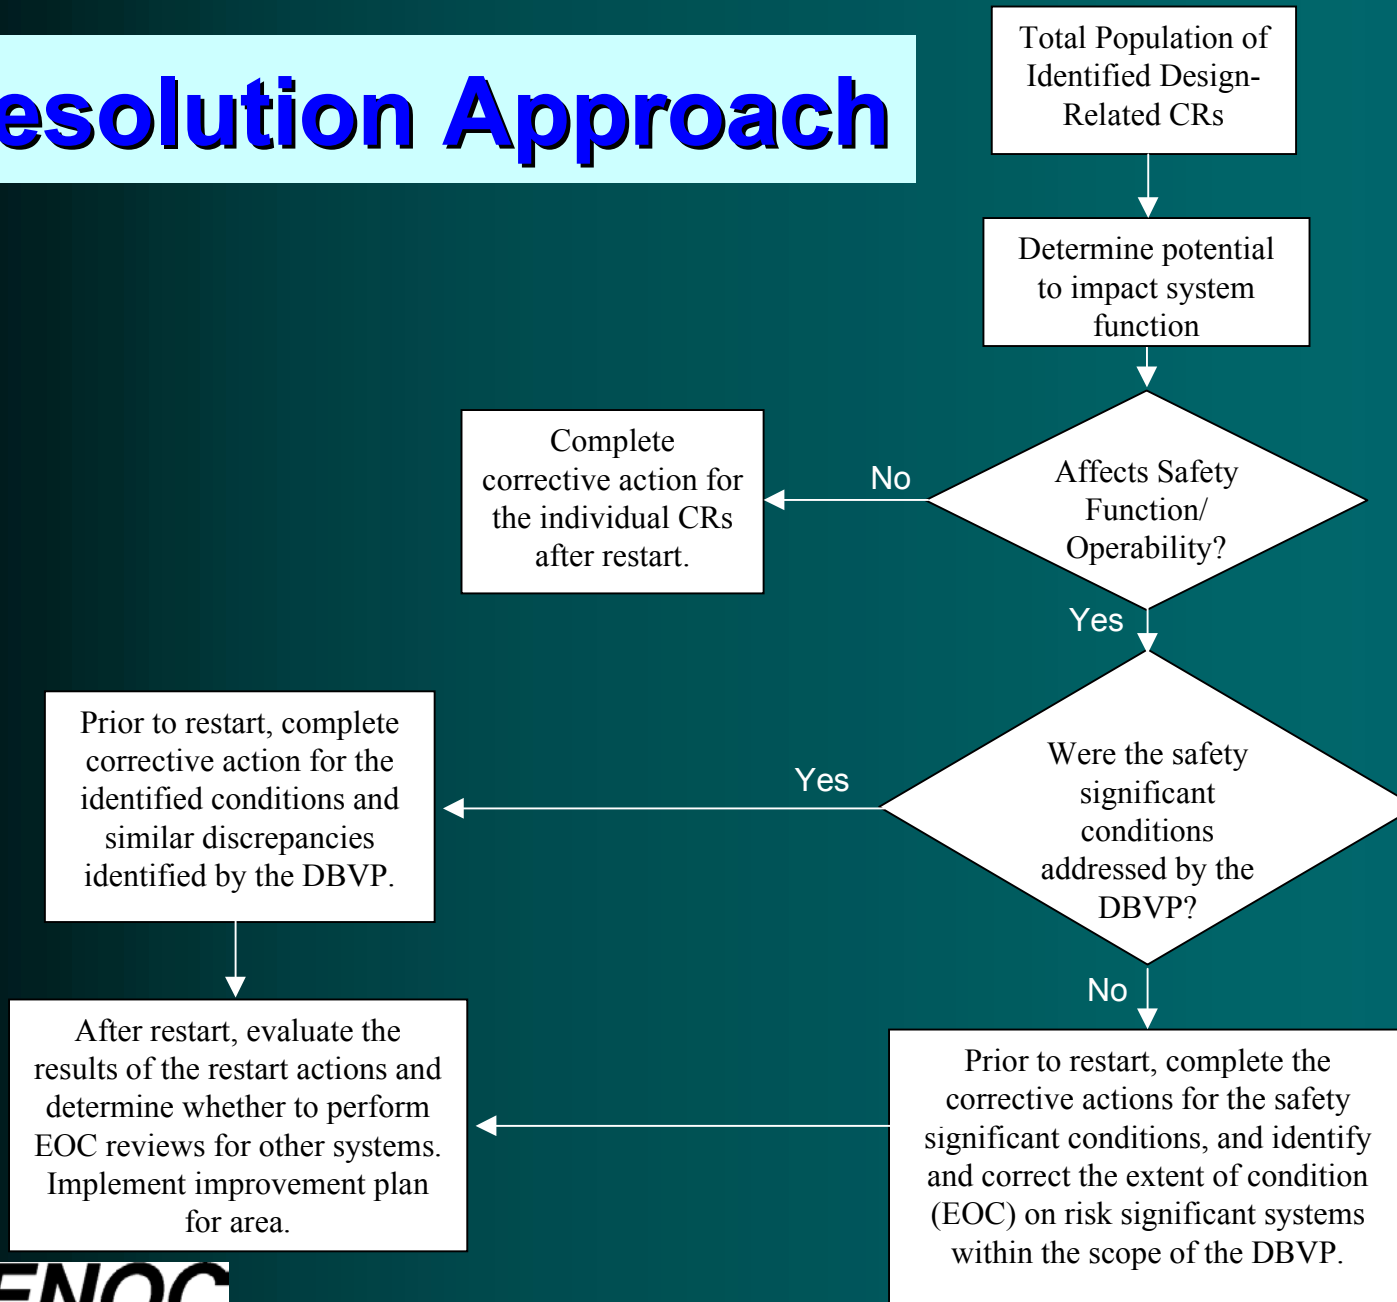 esolution Approach
Total Population of
Identified Design-
Related CRs
Determine potential
to impact system
function
Affects Safety
Function/
Operability?
No
Complete
corrective action for
the individual CRs
after restart.
Yes
Were the safety
significant
conditions
addressed by the
DBVP?
Yes
Prior to restart, complete
corrective action for the
identified conditions and
similar discrepancies
identified by the DBVP.
No
Prior to restart, complete the
corrective actions for the safety
significant conditions, and identify
and correct the extent of condition
(EOC) on risk significant systems
within the scope of the DBVP.
After restart, evaluate the
results of the restart actions and
determine whether to perform
EOC reviews for other systems.
Implement improvement plan
for area.
ENOC